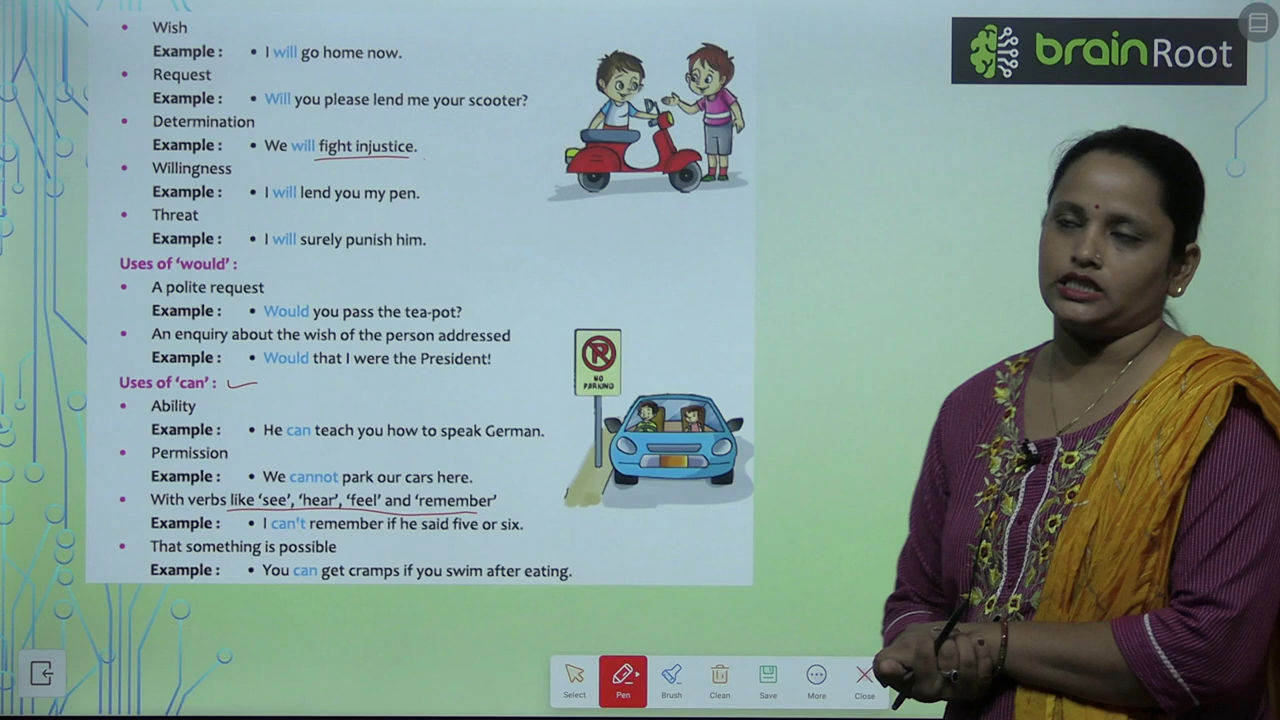 brainRoot
• Wish
Example : • I will go home now.
• Request
Example : • Will you please lend me your scooter?
• Determination
Example : • We will fight injustice.
• Willingness
Example : • I will lend you my pen.
• Threat
Example : • I will surely punish him.
Uses of ‘would’ :
• A polite request
Example : • Would you pass the tea-pot?
• An enquiry about the wish of the person addressed
Example : • Would that I were the President!
NO
PARKING
Uses of ‘can’ :
• Ability
Example : • He can teach you how to speak German.
• Permission
Example : • We cannot park our cars here.
• With verbs like ‘see’, ‘hear’, ‘feel’ and ‘remember’
Example : • I can't remember if he said five or six.
• That something is possible
Example : • You can get cramps if you swim after eating.
Select Pen Brush Clean Save More Close